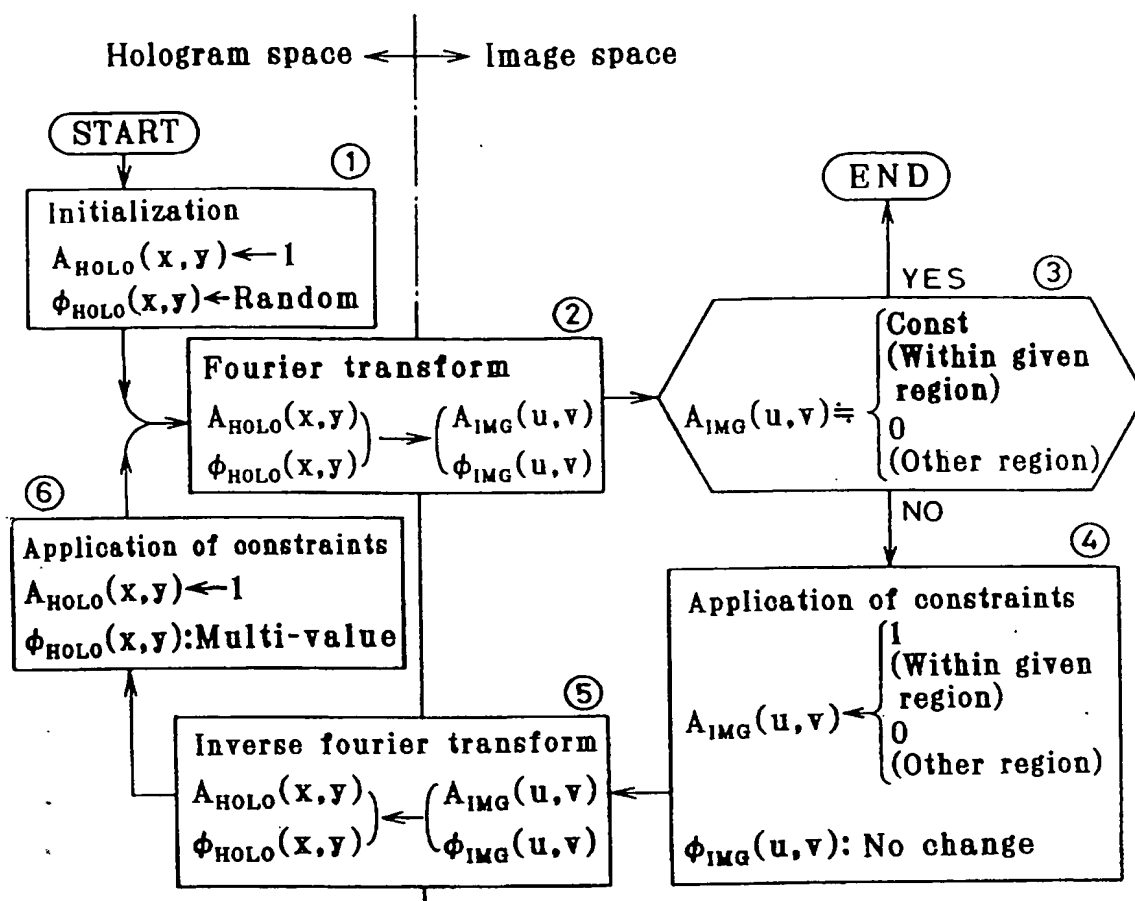 Hologram space ←→ Image space
START
①
Initialization
A_HOLO(x,y)←1
ϕ_HOLO(x,y)←Random
②
Fourier transform
A_HOLO(x,y) → A_IMG(u,v)
ϕ_HOLO(x,y) ϕ_IMG(u,v)
END
YES
③
A_IMG(u,v)≒
Const
(Within given
region)
0
(Other region)
NO
④
Application of constraints
A_IMG(u,v)←
1
(Within given
region)
0
(Other region)
ϕ_IMG(u,v): No change
⑤
Inverse fourier transform
A_HOLO(x,y) ← A_IMG(u,v)
ϕ_HOLO(x,y) ϕ_IMG(u,v)
⑥
Application of constraints
A_HOLO(x,y)←1
ϕ_HOLO(x,y):Multi-value